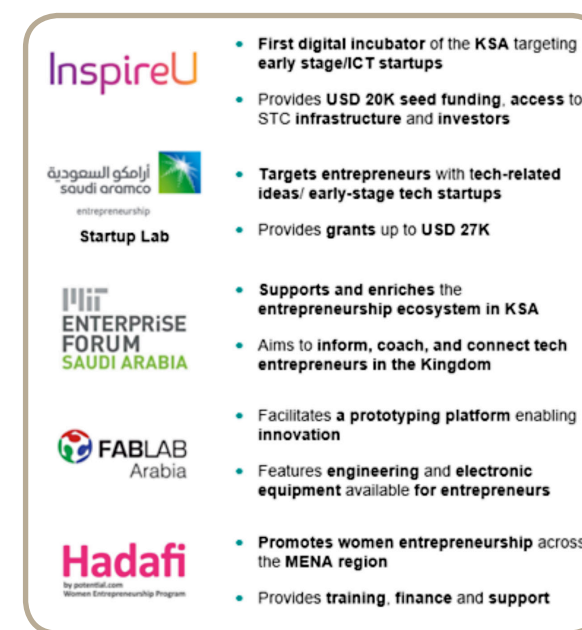 InspireU
• First digital incubator of the KSA targeting
early stage/ICT startups
• Provides USD 20K seed funding, access to
STC infrastructure and investors
أرامكو السعودية
saudi aramco
entrepreneurship
Startup Lab
• Targets entrepreneurs with tech-related
ideas/ early-stage tech startups
• Provides grants up to USD 27K
MIT
ENTERPRISE
FORUM
SAUDI ARABIA
• Supports and enriches the
entrepreneurship ecosystem in KSA
• Aims to inform, coach, and connect tech
entrepreneurs in the Kingdom
FABLAB
Arabia
• Facilitates a prototyping platform enabling
innovation
• Features engineering and electronic
equipment available for entrepreneurs
Hadafi
by potential.com
Women Entrepreneurship Program
• Promotes women entrepreneurship across
the MENA region
• Provides training, finance and support